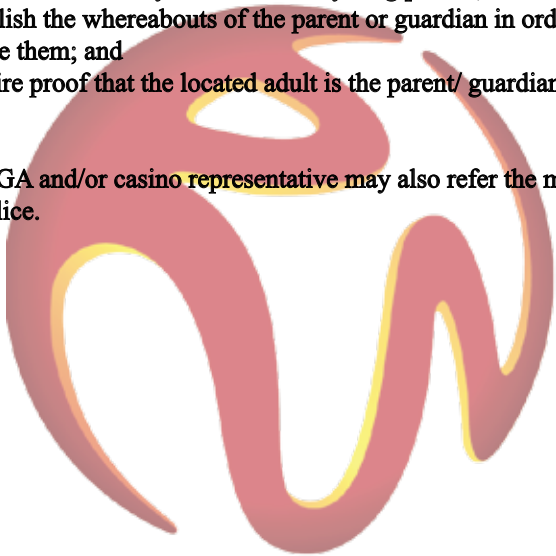 lish the whereabouts of the parent or guardian in ord
e them; and
ire proof that the located adult is the parent/ guardian
GA and/or casino representative may also refer the m
lice.